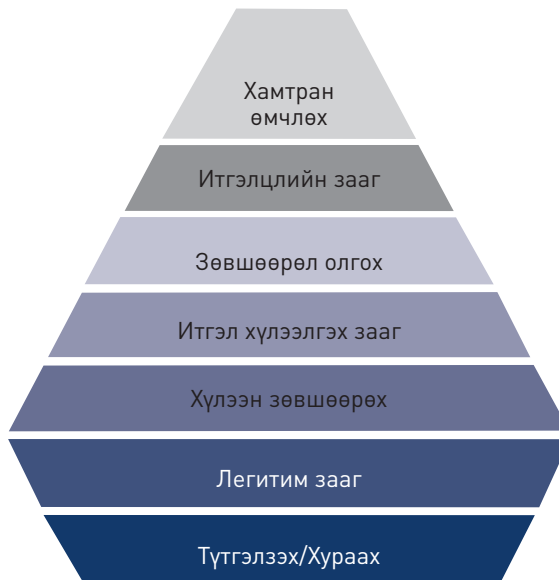 Хамтран
өмчлөх
Итгэлцлийн зааг
Зөвшөөрөл олгох
Итгэл хүлээлгэх зааг
Хүлээн зөвшөөрөх
Легитим зааг
Түтгэлзэх/Хураах